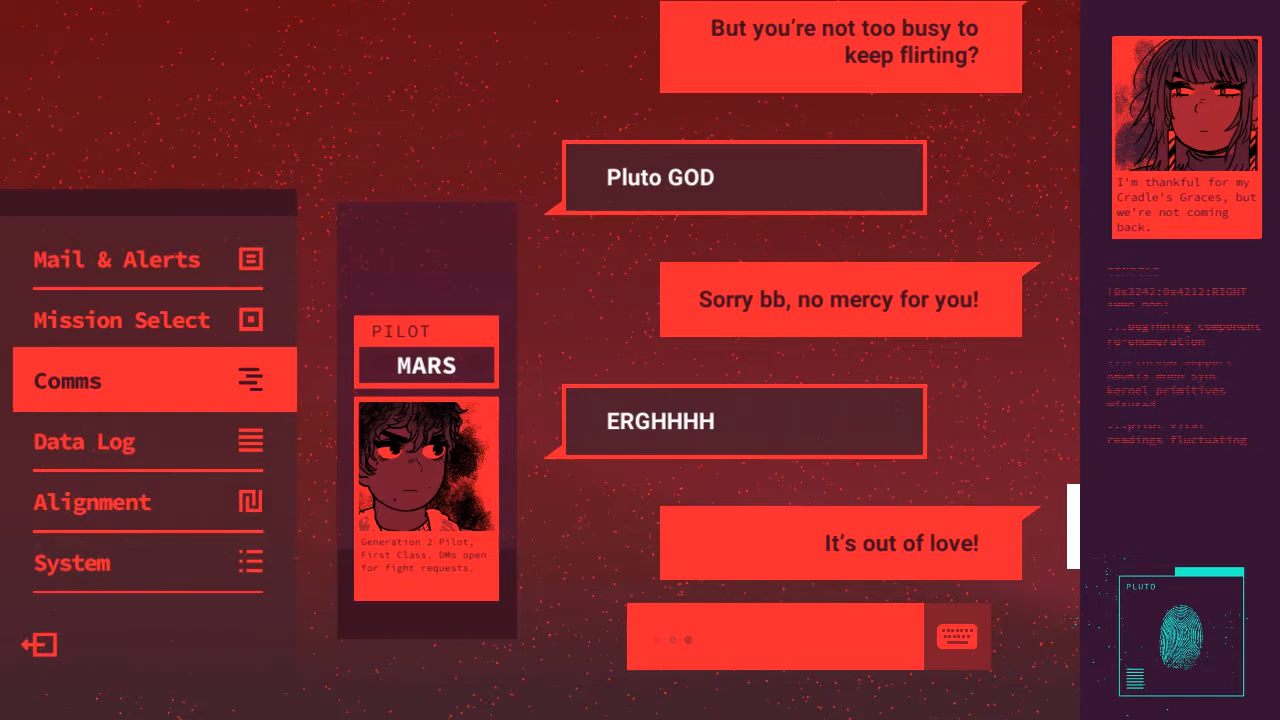 But you're not too busy to
keep flirting?
Pluto GOD
Sorry bb, no mercy for you!
ERGHHHH
It's out of love!
Mail & Alerts
Mission Select
Comms
Data Log
Alignment
System
PILOT
MARS
Generation 2 Pilot,
First Class. DMs open
for fight requests.
I'm thankful for my
Cradle's Graces, but
we're not coming
back.
[0x3242:0x4212:RIGHT
...beginning component
re-enumeration
kernel primitives
readings fluctuating
PLUTO